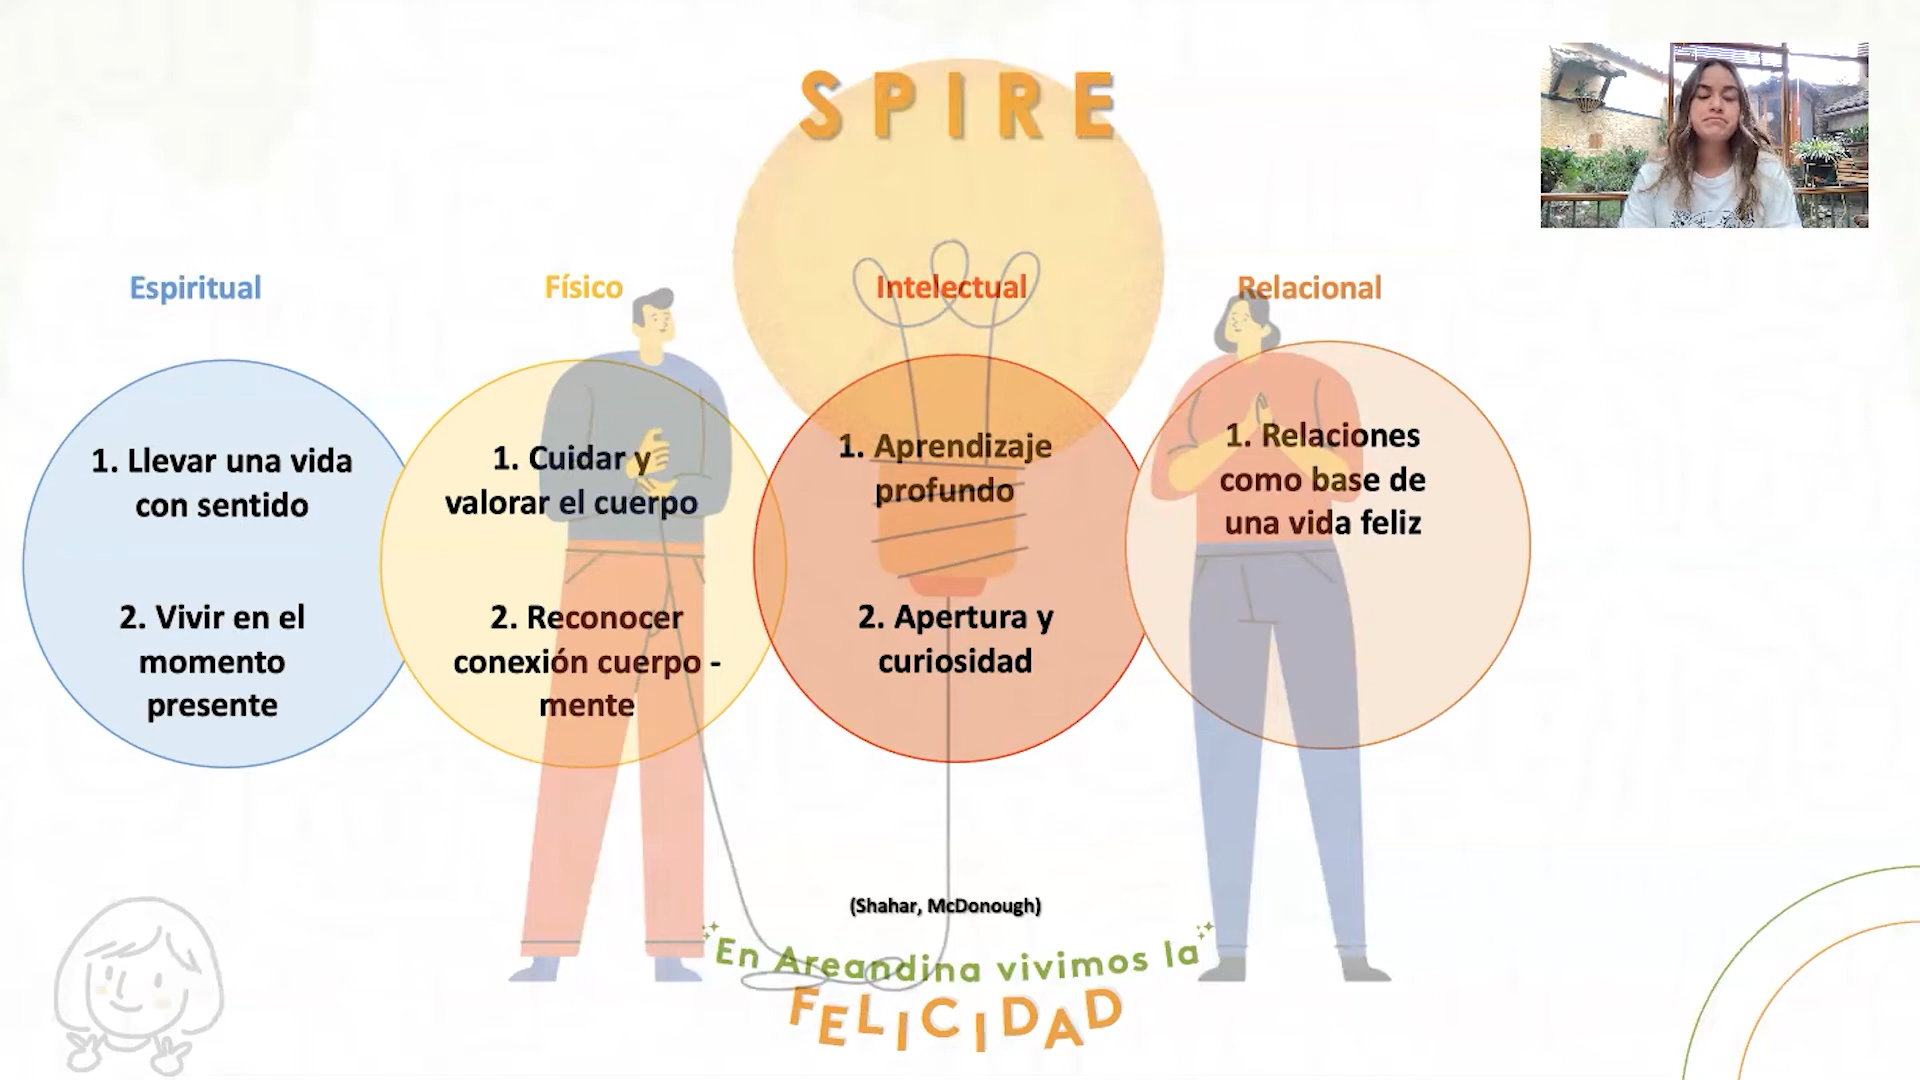 SPIRE
Espiritual
Físico
Intelectual
Relacional
1. Llevar una vida
con sentido
2. Vivir en el
momento
presente
1. Cuidar y
valorar el cuerpo
2. Reconocer
conexión cuerpo -
mente
1. Aprendizaje
profundo
2. Apertura y
curiosidad
1. Relaciones
como base de
una vida feliz
(Shahar, McDonough)
En Areandina vivimos la
FELICIDAD